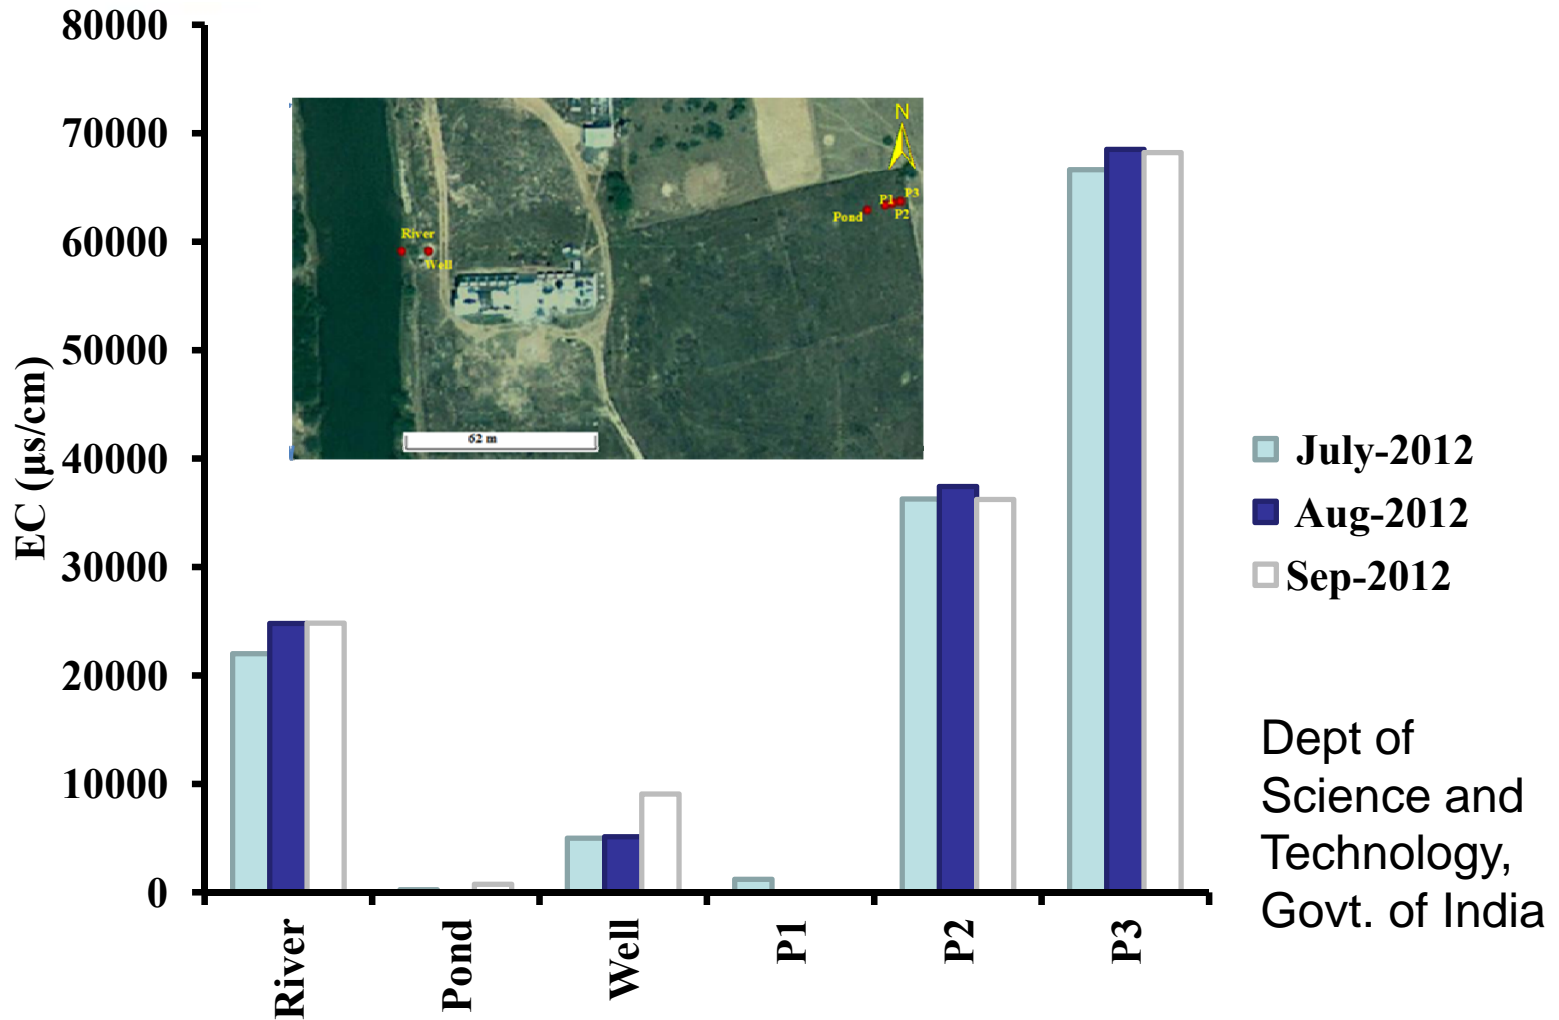 80000
70000
60000
50000
40000
30000
20000
10000
0
EC (µs/cm)
N
River
Well
Pond
P1
P3
P2
62 m
River
Pond
Well
P1
P2
P3
July-2012
Aug-2012
Sep-2012
Dept of
Science and
Technology,
Govt. of India